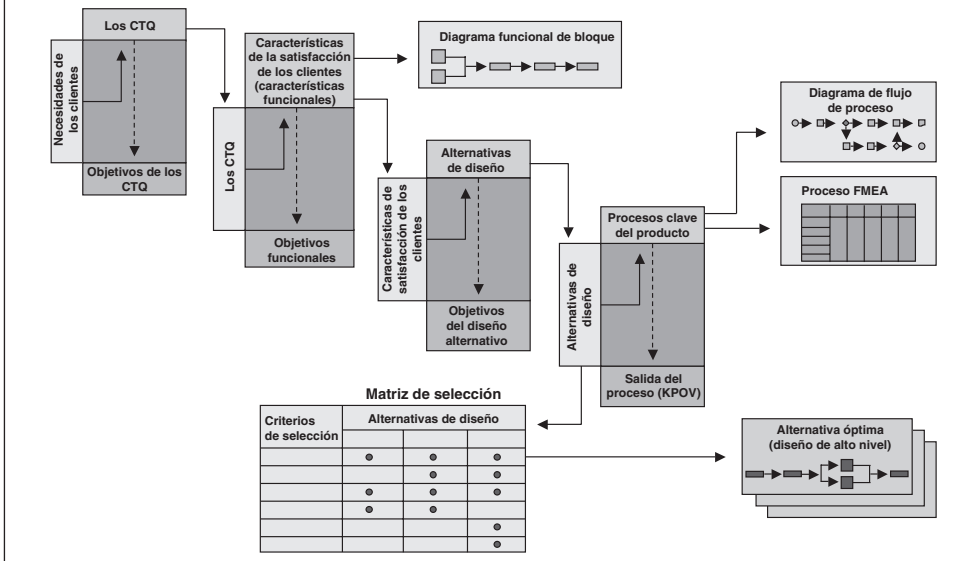 Los CTQ
Necesidades de
los clientes
Objetivos de los
CTQ
Características
de la satisfacción
de los clientes
(características
funcionales)
Los CTQ
Objetivos
funcionales
Diagrama funcional de bloque
Alternativas
de diseño
Características de
satisfacción de los
clientes
Objetivos
del diseño
alternativo
Procesos clave
del producto
Alternativas de
diseño
Salida del
proceso (KPOV)
Diagrama de flujo
de proceso
Proceso FMEA
Matriz de selección
Criterios
de selección
Alternativas de diseño
Alternativa óptima
(diseño de alto nivel)